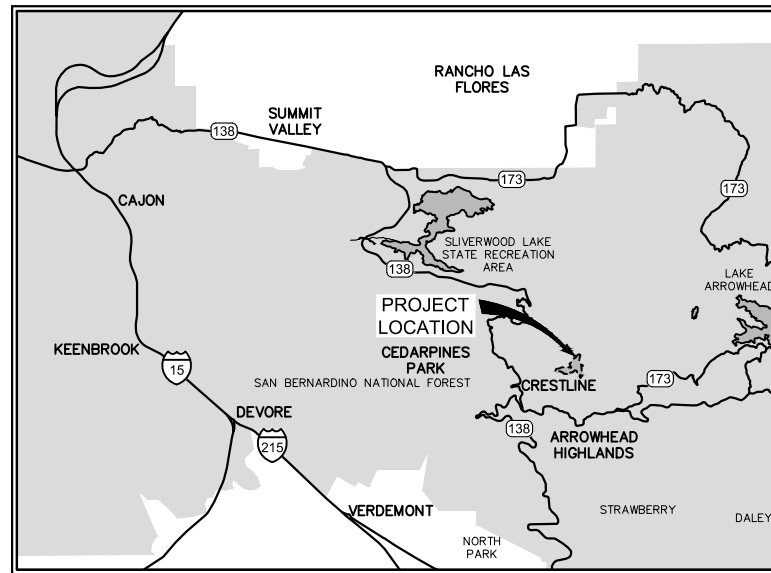 RANCHO LAS
FLORES
SUMMIT
VALLEY
138
173
173
CAJON
SLIVERWOOD LAKE
STATE RECREATION
AREA
138
LAKE
ARROWHEAD
PROJECT
LOCATION
KEENBROOK
CEDARPINES
PARK
15
SAN BERNARDINO NATIONAL FOREST
CRESTLINE
173
DEVORE
215
138
ARROWHEAD
HIGHLANDS
VERDEMONT
STRAWBERRY
DALEY
NORTH
PARK